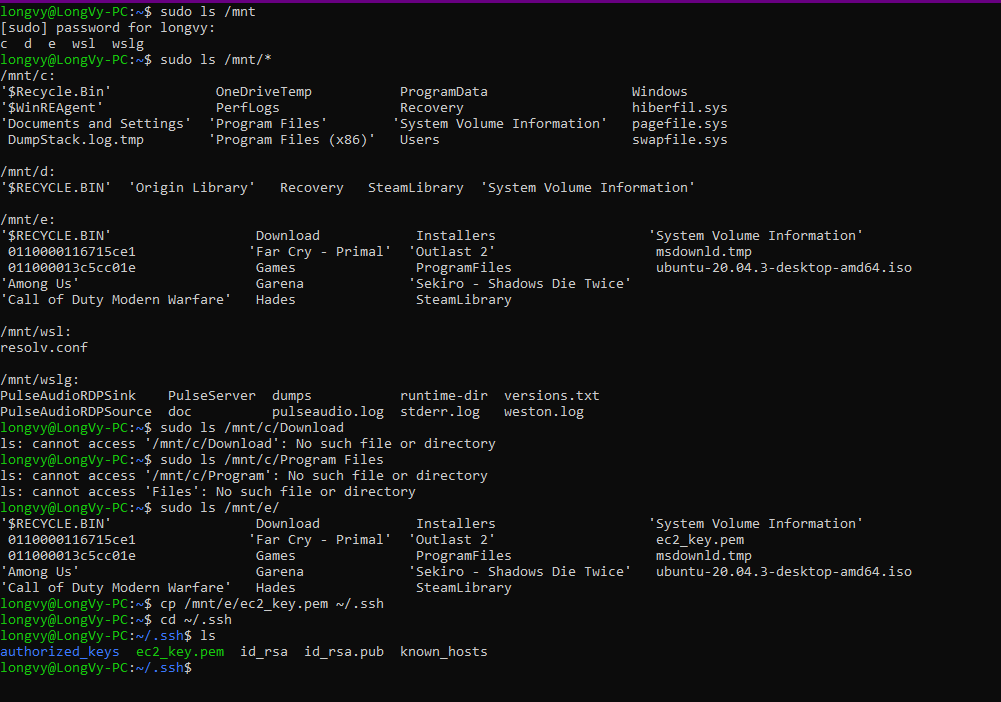 longvy@LongVy-PC:~$ sudo ls /mnt
[sudo] password for longvy:
c  d  e  wsl  wslg
longvy@LongVy-PC:~$ sudo ls /mnt/*
/mnt/c:
'$Recycle.Bin'             OneDriveTemp           ProgramData                  Windows
'$WinREAgent'              PerfLogs               Recovery                     hiberfil.sys
'Documents and Settings'  'Program Files'        'System Volume Information'   pagefile.sys
 DumpStack.log.tmp        'Program Files (x86)'   Users                        swapfile.sys

/mnt/d:
'$RECYCLE.BIN'  'Origin Library'   Recovery   SteamLibrary  'System Volume Information'

/mnt/e:
'$RECYCLE.BIN'                  Download            Installers                   'System Volume Information'
 0110000116715ce1              'Far Cry - Primal'  'Outlast 2'                    msdownld.tmp
 011000013c5cc01e               Games               ProgramFiles                  ubuntu-20.04.3-desktop-amd64.iso
'Among Us'                      Garena             'Sekiro - Shadows Die Twice'
'Call of Duty Modern Warfare'   Hades               SteamLibrary

/mnt/wsl:
resolv.conf

/mnt/wslg:
PulseAudioRDPSink    PulseServer  dumps           runtime-dir  versions.txt
PulseAudioRDPSource  doc          pulseaudio.log  stderr.log   weston.log
longvy@LongVy-PC:~$ sudo ls /mnt/c/Download
ls: cannot access '/mnt/c/Download': No such file or directory
longvy@LongVy-PC:~$ sudo ls /mnt/c/Program Files
ls: cannot access '/mnt/c/Program': No such file or directory
ls: cannot access 'Files': No such file or directory
longvy@LongVy-PC:~$ sudo ls /mnt/e/
'$RECYCLE.BIN'                  Download            Installers                   'System Volume Information'
 0110000116715ce1              'Far Cry - Primal'  'Outlast 2'                    ec2_key.pem
 011000013c5cc01e               Games               ProgramFiles                  msdownld.tmp
'Among Us'                      Garena             'Sekiro - Shadows Die Twice'   ubuntu-20.04.3-desktop-amd64.iso
'Call of Duty Modern Warfare'   Hades               SteamLibrary
longvy@LongVy-PC:~$ cp /mnt/e/ec2_key.pem ~/.ssh
longvy@LongVy-PC:~$ cd ~/.ssh
longvy@LongVy-PC:~/.ssh$ ls
authorized_keys  ec2_key.pem  id_rsa  id_rsa.pub  known_hosts
longvy@LongVy-PC:~/.ssh$